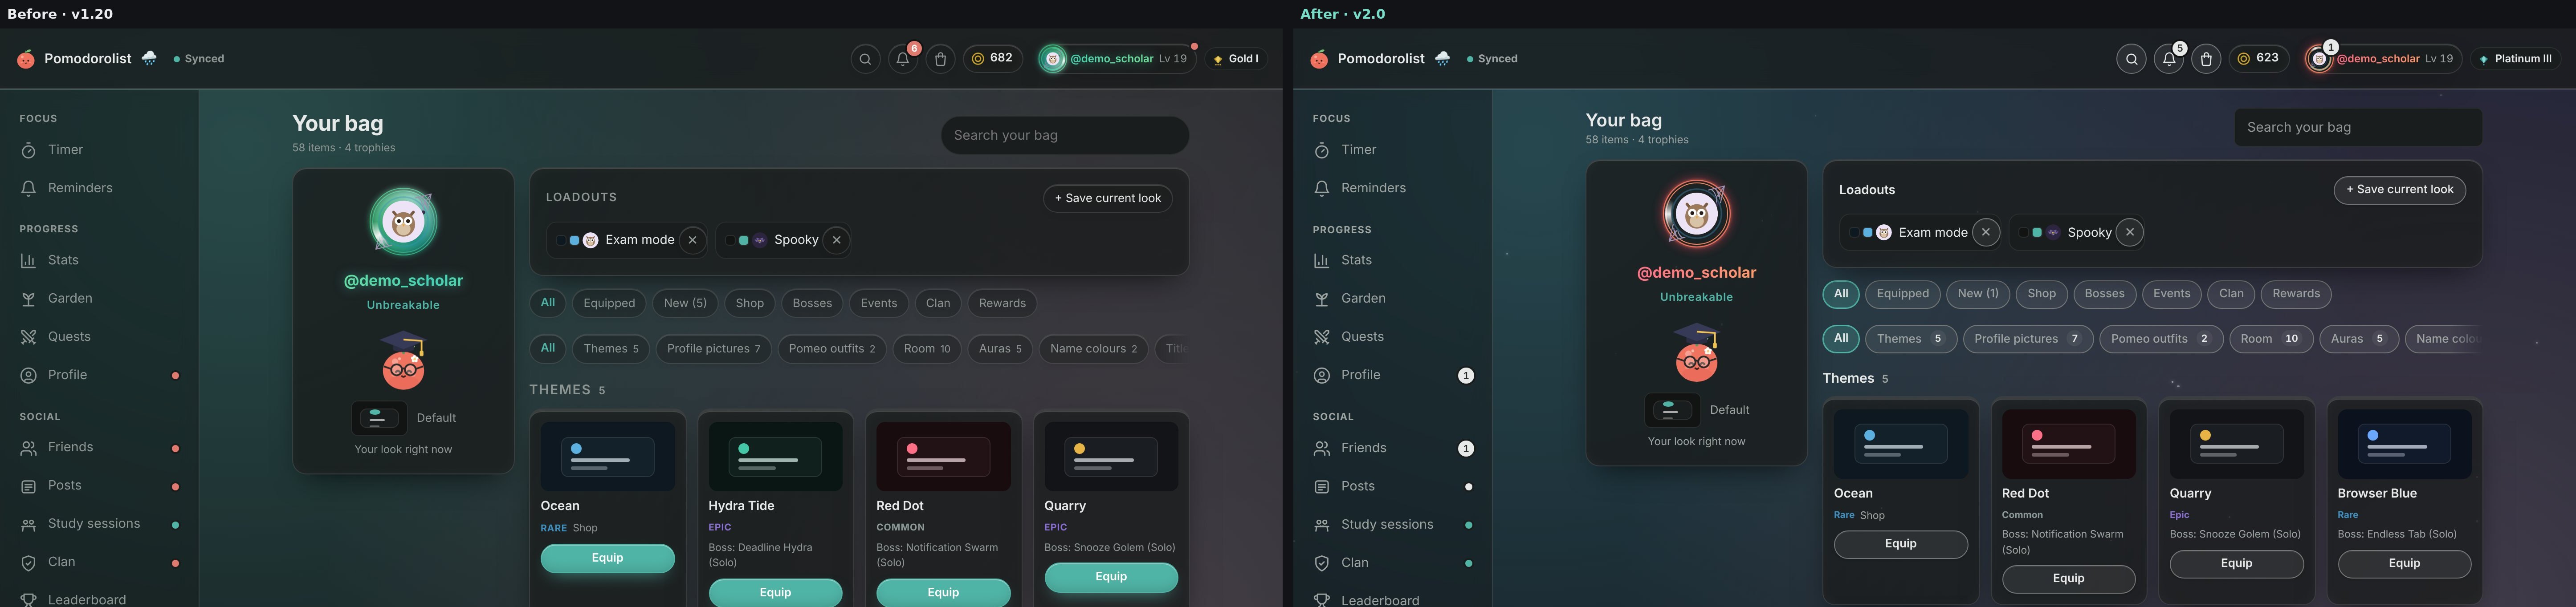 Before · v1.20
Pomodorolist
Synced
6
682
@demo_scholar Lv 19
Gold I
FOCUS
Timer
Reminders
PROGRESS
Stats
Garden
Quests
Profile
SOCIAL
Friends
Posts
Study sessions
Clan
Leaderboard
Your bag
58 items · 4 trophies
Search your bag
@demo_scholar
Unbreakable
Default
Your look right now
LOADOUTS
+ Save current look
Exam mode
Spooky
All Equipped New (5) Shop Bosses Events Clan Rewards
All Themes 5 Profile pictures 7 Pomeo outfits 2 Room 10 Auras 5 Name colours 2
THEMES 5
Ocean
RARE Shop
Equip
Hydra Tide
EPIC
Boss: Deadline Hydra
(Solo)
Equip
Red Dot
COMMON
Boss: Notification Swarm
(Solo)
Equip
Quarry
EPIC
Boss: Snooze Golem (Solo)
Equip
After · v2.0
Pomodorolist
Synced
5
623
1
@demo_scholar Lv 19
Platinum III
FOCUS
Timer
Reminders
PROGRESS
Stats
Garden
Quests
Profile 1
SOCIAL
Friends 1
Posts
Study sessions
Clan
Leaderboard
Your bag
58 items · 4 trophies
Search your bag
@demo_scholar
Unbreakable
Default
Your look right now
Loadouts
+ Save current look
Exam mode
Spooky
All Equipped New (1) Shop Bosses Events Clan Rewards
All Themes 5 Profile pictures 7 Pomeo outfits 2 Room 10 Auras 5 Name
Themes 5
Ocean
Rare Shop
Equip
Red Dot
Common
Boss: Notification Swarm
(Solo)
Equip
Quarry
Epic
Boss: Snooze Golem (Solo)
Equip
Browser Blue
Rare
Boss: Endless Tab (Solo)
Equip